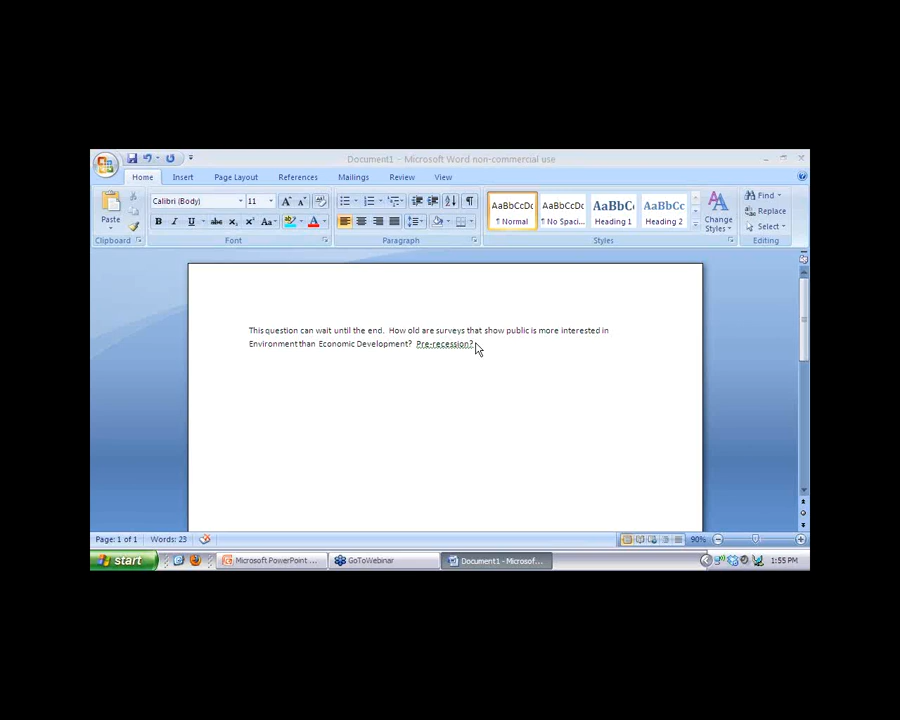 Document1 - Microsoft Word non-commercial use
Home Insert Page Layout References Mailings Review View
Calibri (Body) 11
AaBbCcDc AaBbCcDc AaBbC AaBbCc
Paste
B I U abc x₂ x² Aa A
¶ Normal ¶ No Spaci... Heading 1 Heading 2
Change Styles
Find
Replace
Select
Clipboard Font Paragraph Styles Editing
This question can wait until the end. How old are surveys that show public is more interested in
Environment than Economic Development? Pre-recession?
Page: 1 of 1 Words: 23 90%
start Microsoft PowerPoint ... GoToWebinar Document1 - Microsof... 1:55 PM